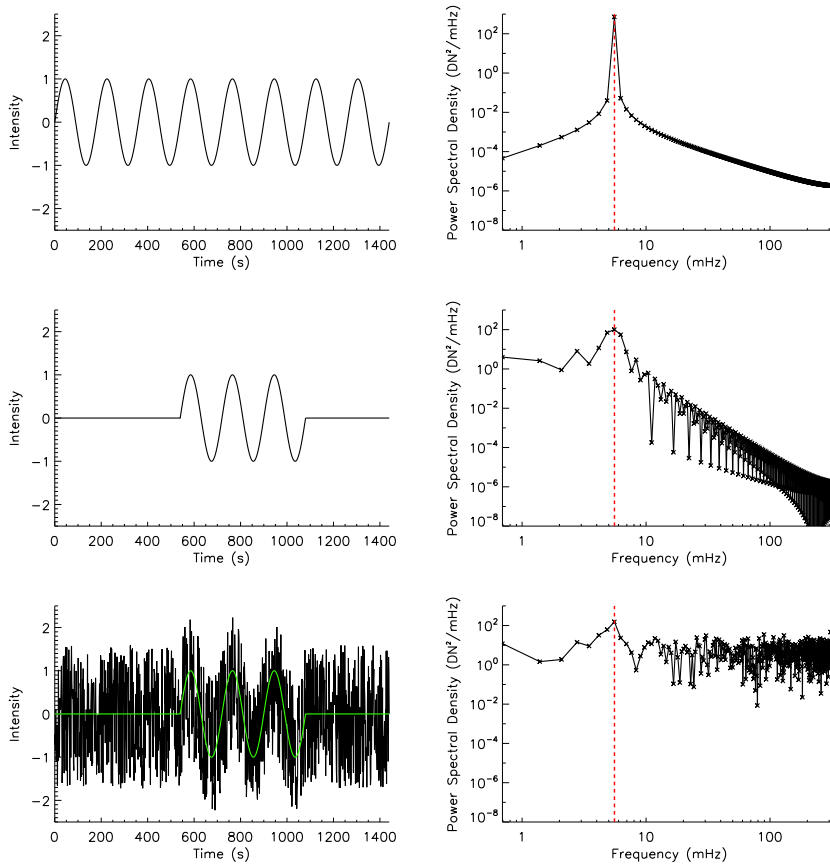 2
1
0
-1
-2
Intensity
0 200 400 600 800 1000 1200 1400
Time (s)
10² 10⁰ 10⁻² 10⁻⁴ 10⁻⁶ 10⁻⁸
Power Spectral Density (DN²/mHz)
1 10 100
Frequency (mHz)
2
1
0
-1
-2
Intensity
0 200 400 600 800 1000 1200 1400
Time (s)
10² 10⁰ 10⁻² 10⁻⁴ 10⁻⁶ 10⁻⁸
Power Spectral Density (DN²/mHz)
1 10 100
Frequency (mHz)
2
1
0
-1
-2
Intensity
0 200 400 600 800 1000 1200 1400
Time (s)
10² 10⁰ 10⁻² 10⁻⁴ 10⁻⁶ 10⁻⁸
Power Spectral Density (DN²/mHz)
1 10 100
Frequency (mHz)